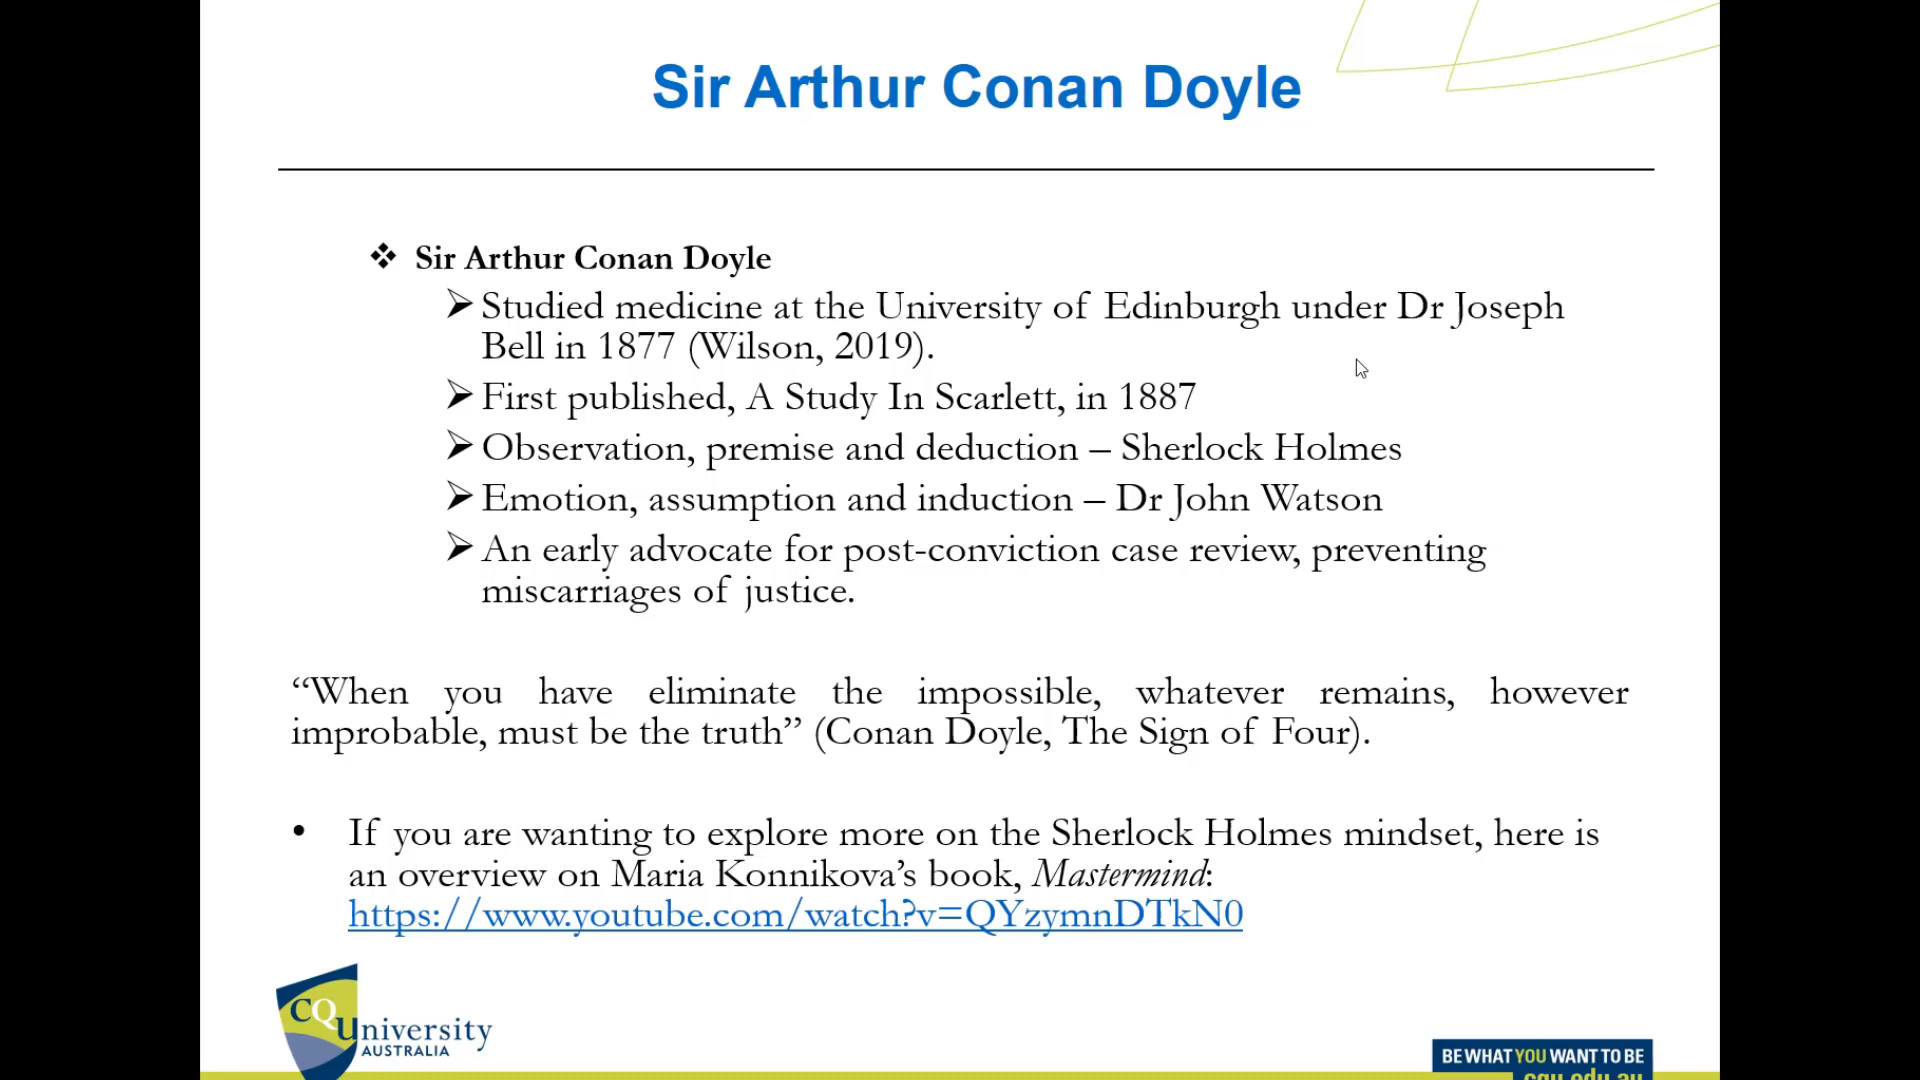 Sir Arthur Conan Doyle
❖ Sir Arthur Conan Doyle
➢ Studied medicine at the University of Edinburgh under Dr Joseph
Bell in 1877 (Wilson, 2019).
➢ First published, A Study In Scarlett, in 1887
➢ Observation, premise and deduction – Sherlock Holmes
➢ Emotion, assumption and induction – Dr John Watson
➢ An early advocate for post-conviction case review, preventing
miscarriages of justice.
“When you have eliminate the impossible, whatever remains, however
improbable, must be the truth” (Conan Doyle, The Sign of Four).
• If you are wanting to explore more on the Sherlock Holmes mindset, here is
an overview on Maria Konnikova’s book, Mastermind:
https://www.youtube.com/watch?v=QYzymnDTkN0
CQUniversity
AUSTRALIA
BE WHAT YOU WANT TO BE
cqu.edu.au